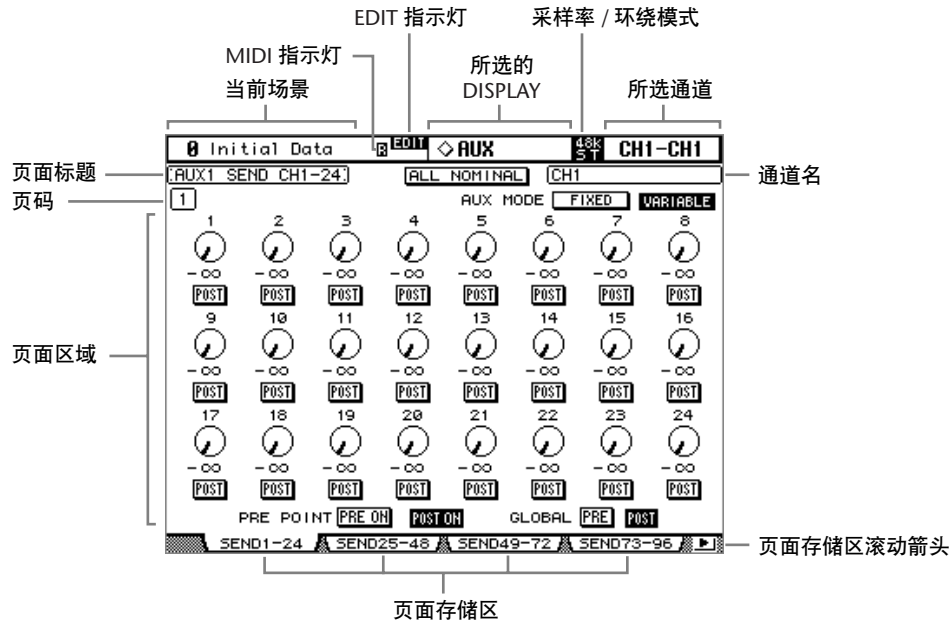 EDIT 指示灯
采样率 / 环绕模式
MIDI 指示灯
当前场景
所选的
DISPLAY
所选通道
0 Initial Data
R
EDIT
◇ AUX
48k
ST
CH1-CH1
页面标题
AUX1 SEND CH1-24
ALL NOMINAL
CH1
通道名
页码
1
AUX MODE FIXED VARIABLE
1 2 3 4 5 6 7 8
-∞ -∞ -∞ -∞ -∞ -∞ -∞ -∞
POST POST POST POST POST POST POST POST
9 10 11 12 13 14 15 16
页面区域
-∞ -∞ -∞ -∞ -∞ -∞ -∞ -∞
POST POST POST POST POST POST POST POST
17 18 19 20 21 22 23 24
-∞ -∞ -∞ -∞ -∞ -∞ -∞ -∞
POST POST POST POST POST POST POST POST
PRE POINT PRE ON POST ON GLOBAL PRE POST
SEND1-24 SEND25-48 SEND49-72 SEND73-96
页面存储区滚动箭头
页面存储区